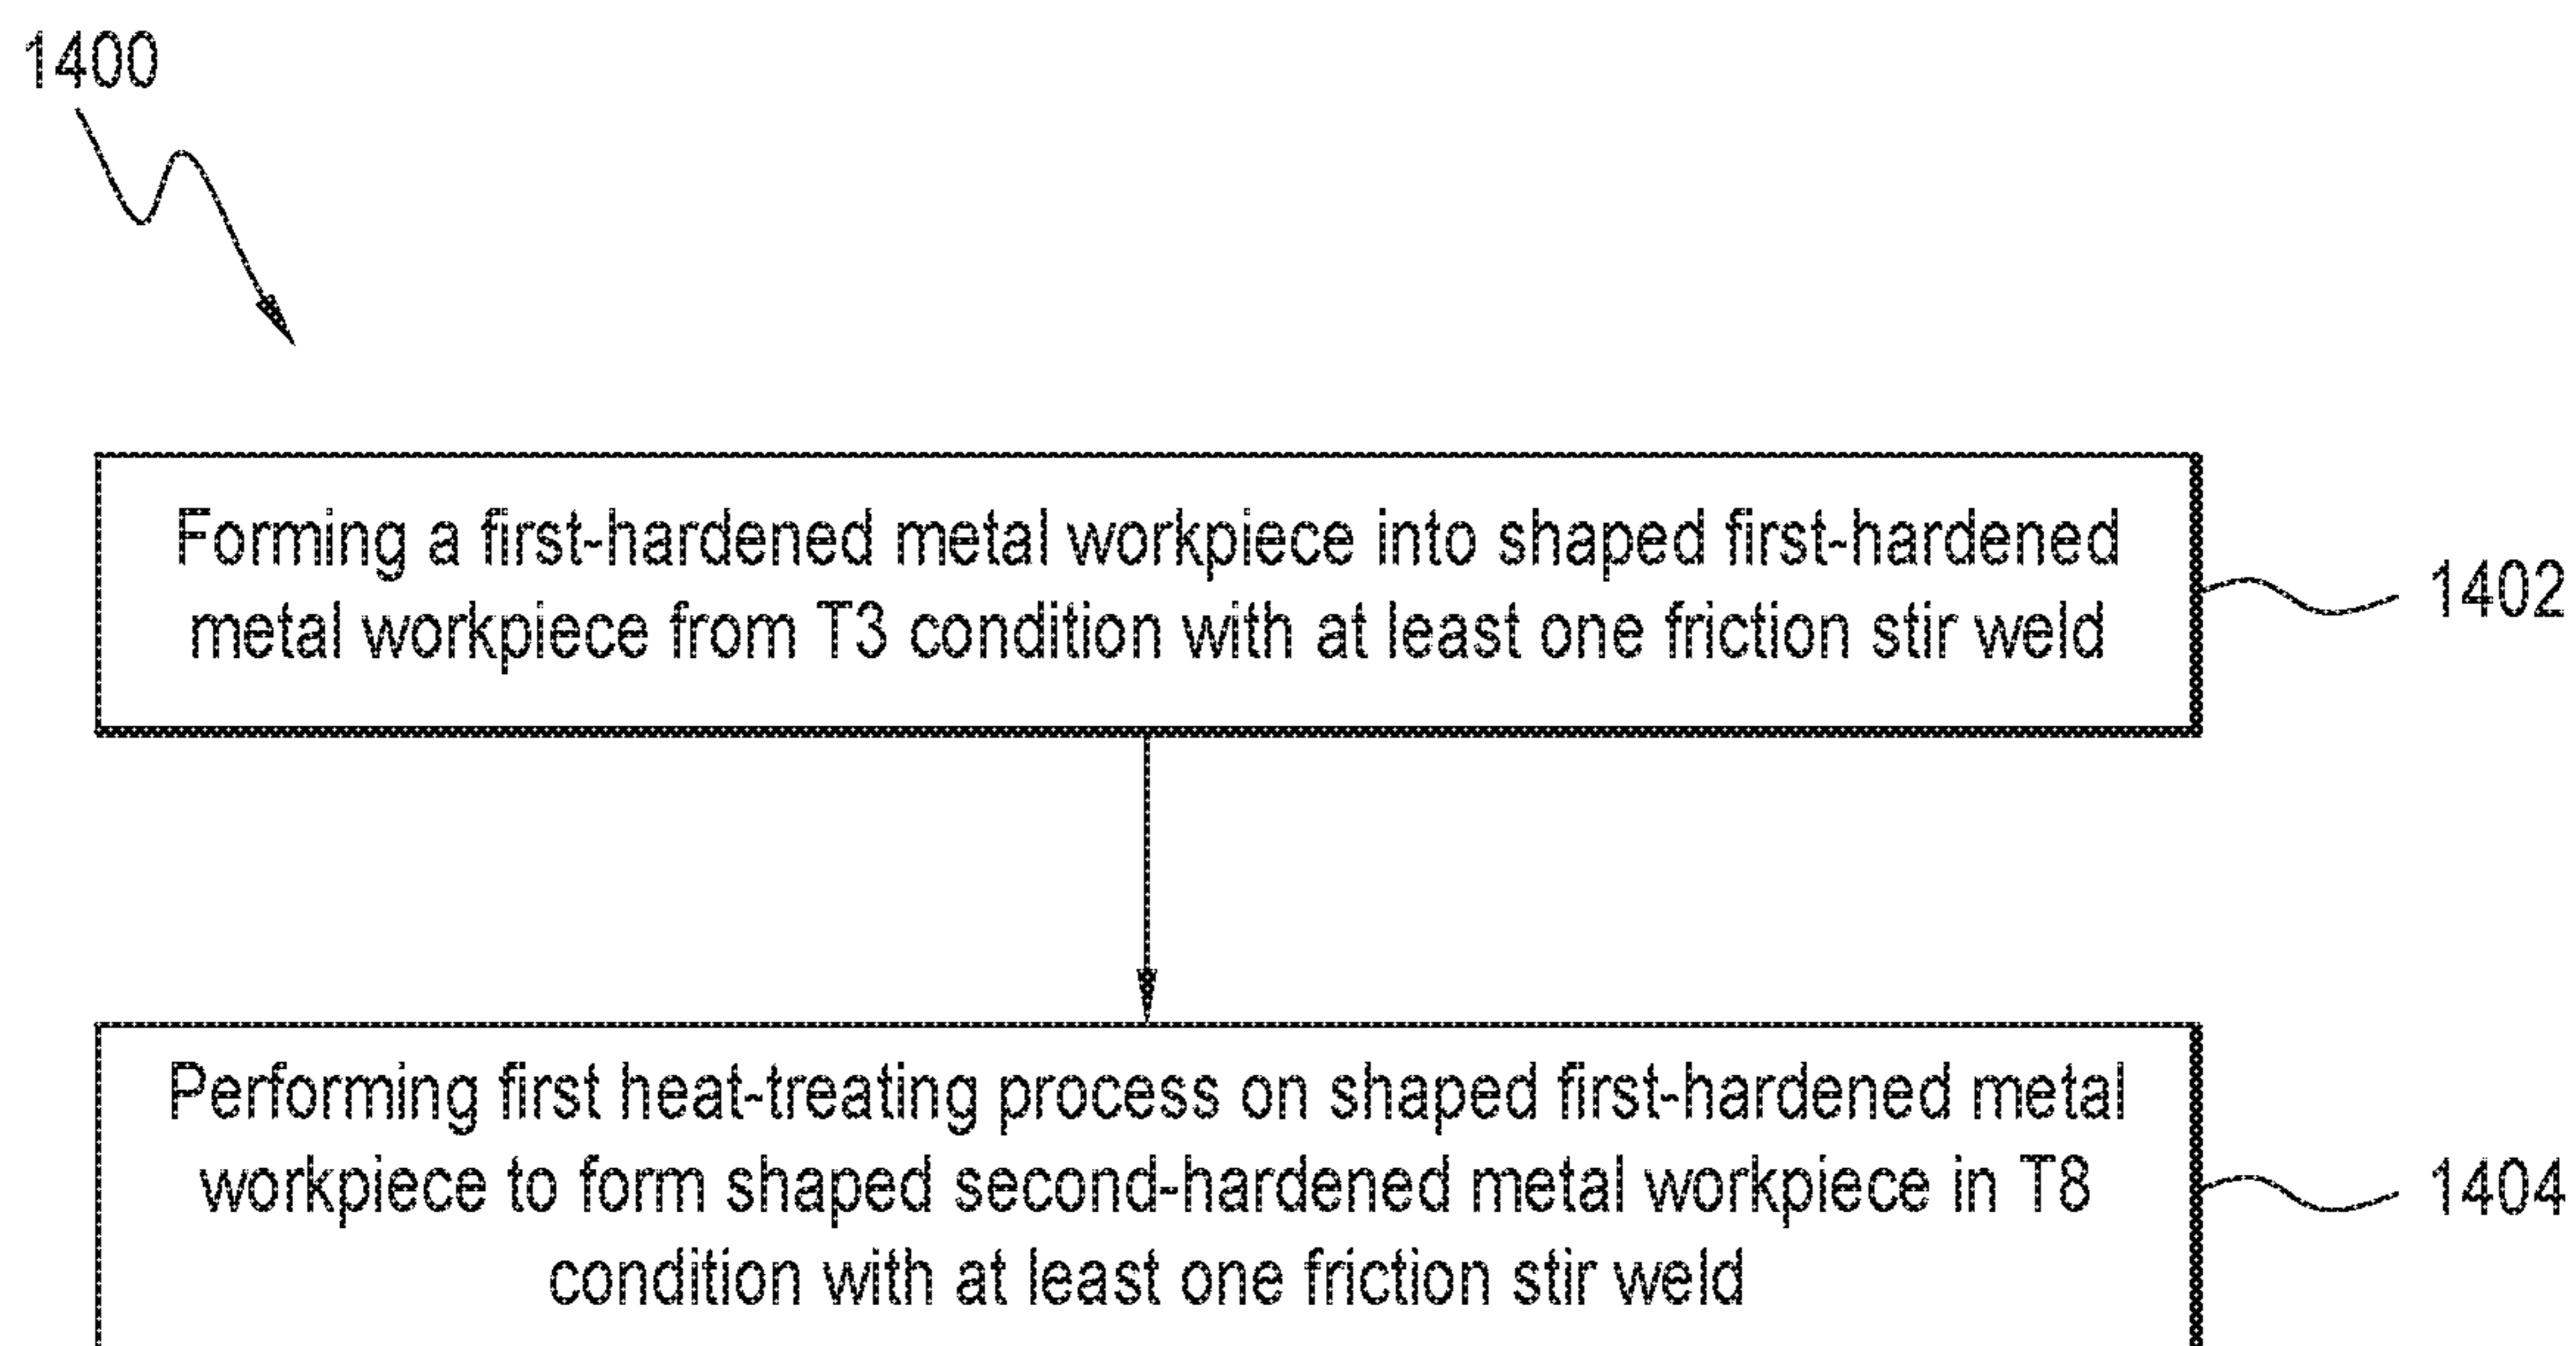 1400
Forming a first-hardened metal workpiece into shaped first-hardened
metal workpiece from T3 condition with at least one friction stir weld
1402
Performing first heat-treating process on shaped first-hardened metal
workpiece to form shaped second-hardened metal workpiece in T8
condition with at least one friction stir weld
1404